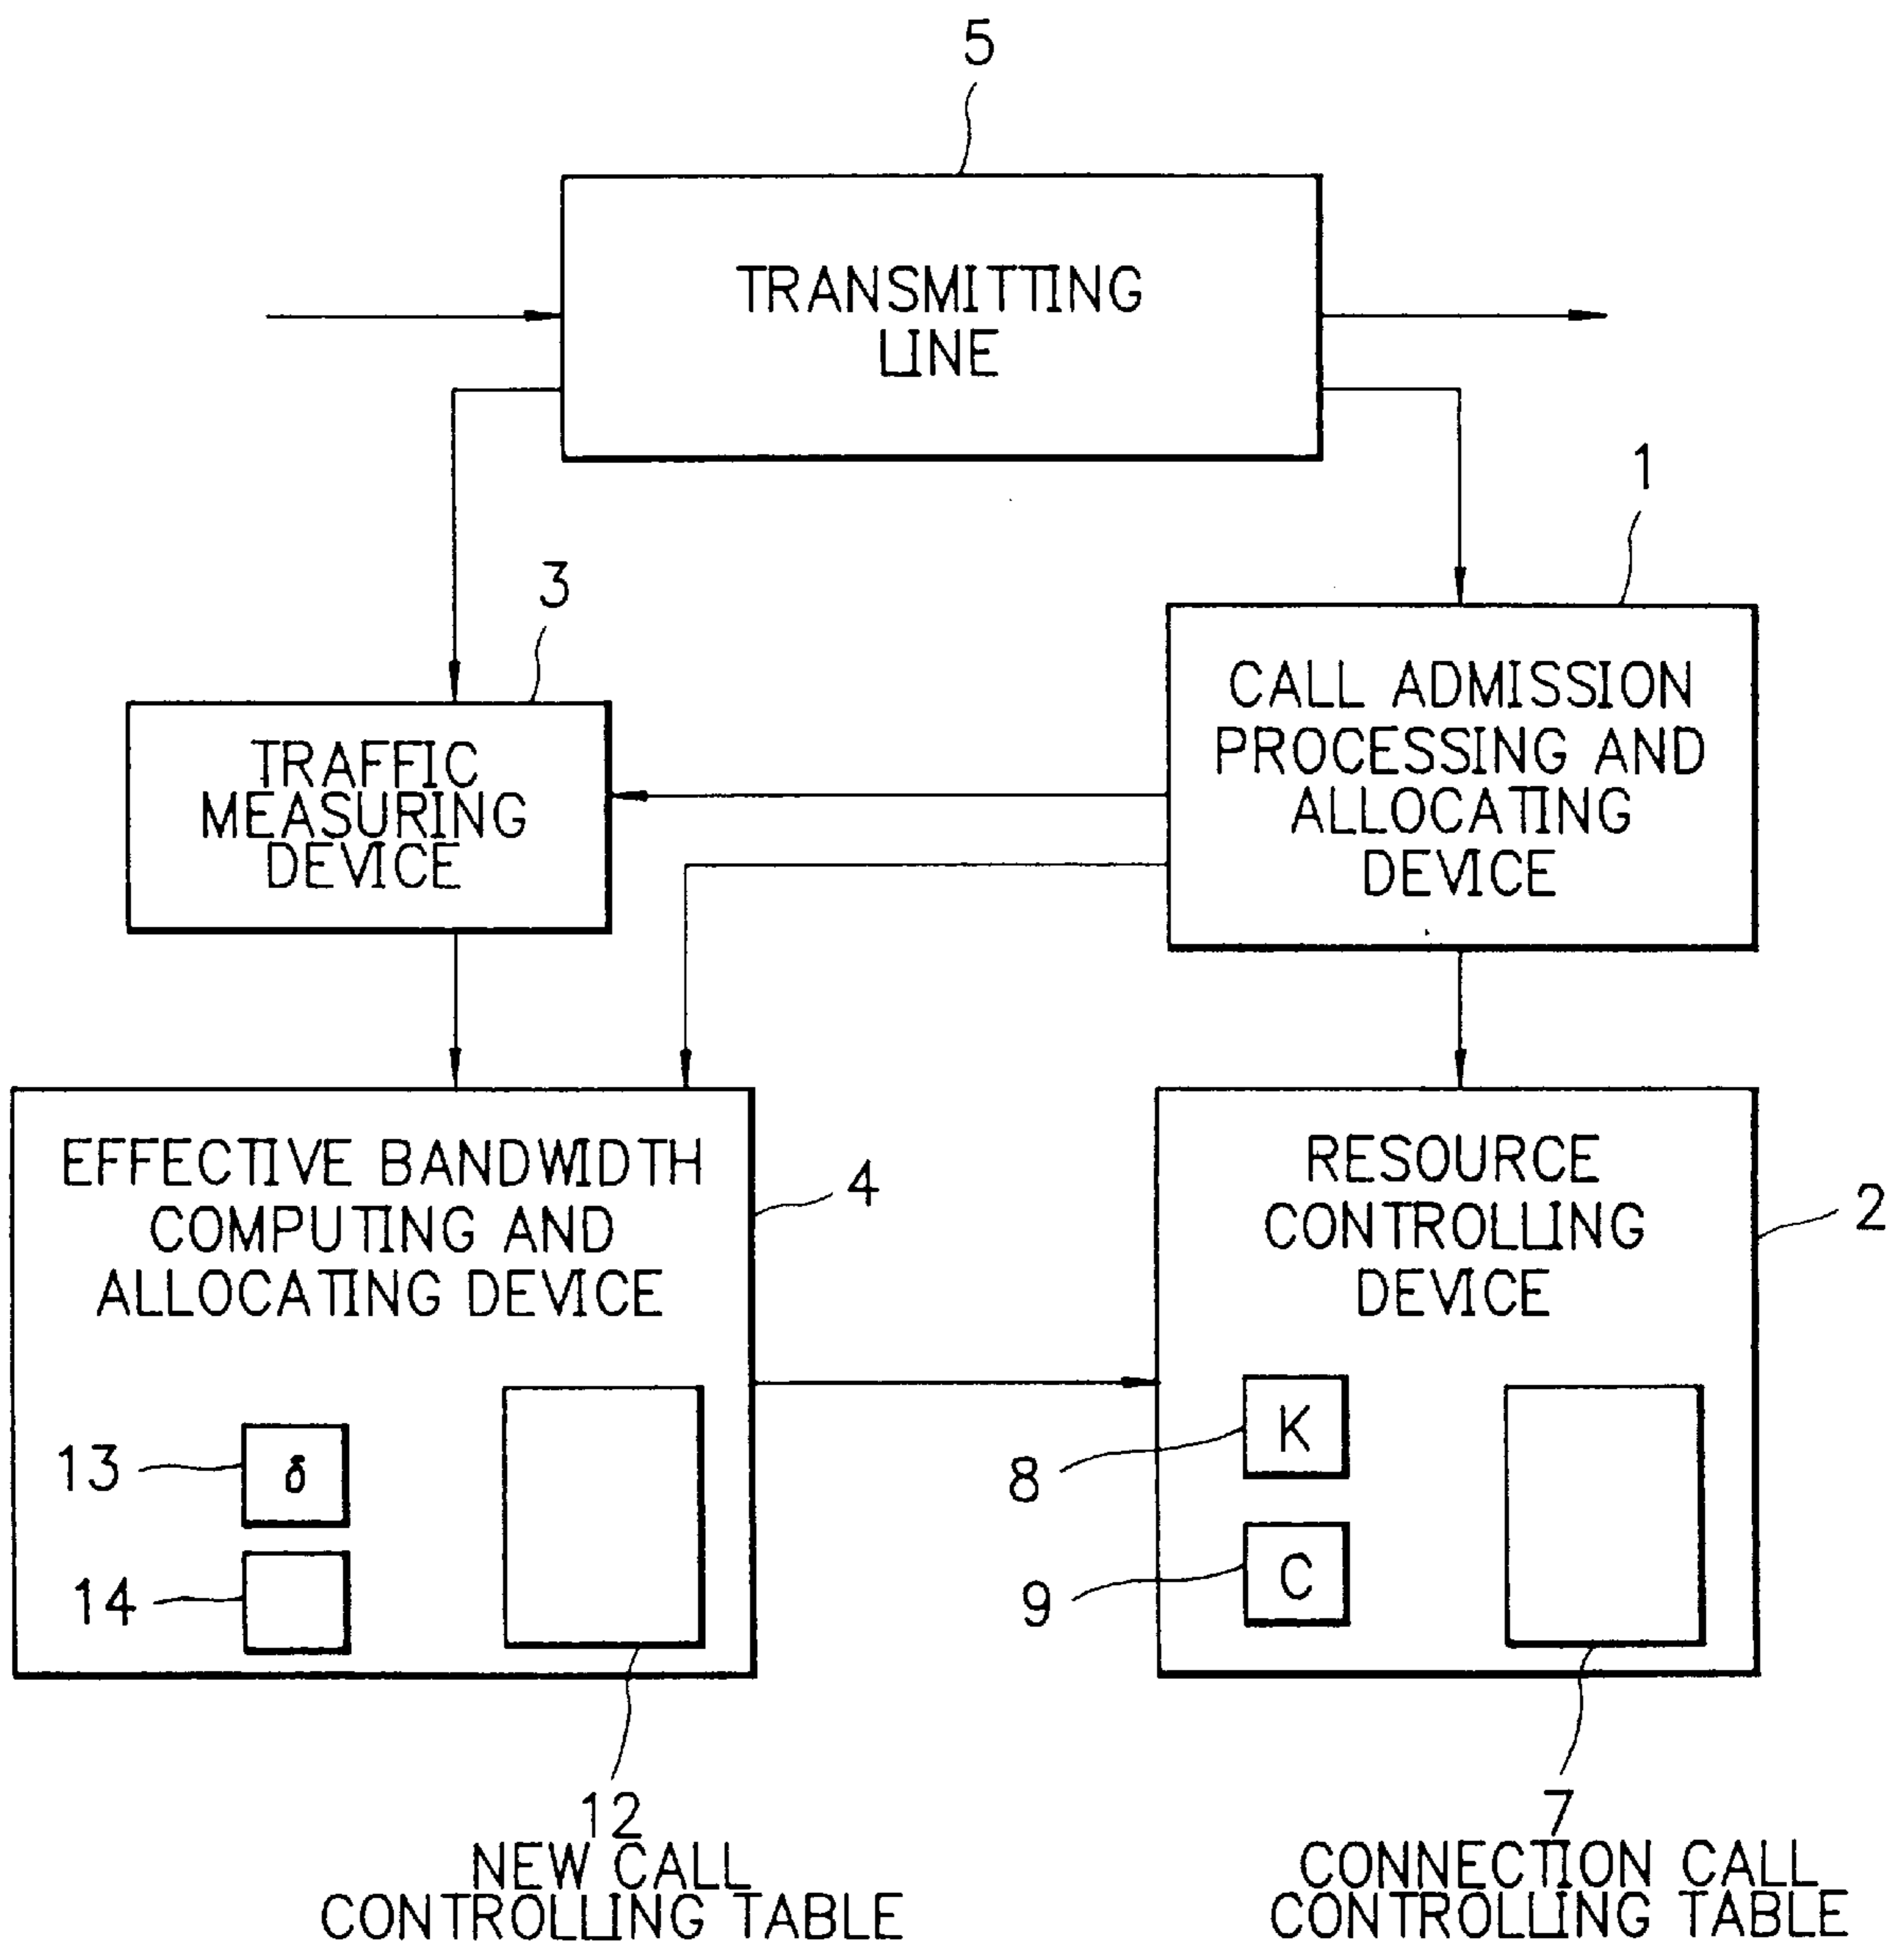 5
TRANSMITTING
LINE
1
3
CALL ADMISSION
PROCESSING AND
ALLOCATING
DEVICE
TRAFFIC
MEASURING
DEVICE
EFFECTIVE BANDWIDTH
COMPUTING AND
ALLOCATING DEVICE
4
RESOURCE
CONTROLLING
DEVICE
2
13
δ
14
8
K
9
C
12
NEW CALL
CONTROLLING TABLE
7
CONNECTION CALL
CONTROLLING TABLE